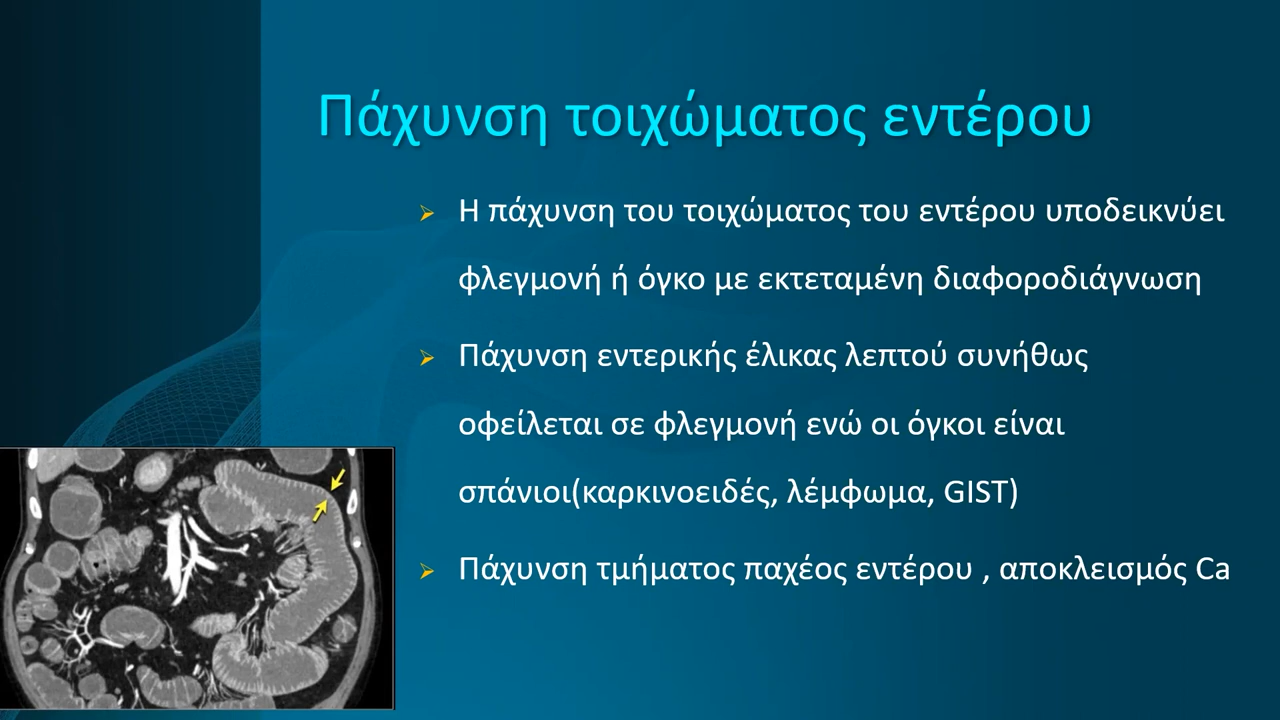 Πάχυνση τοιχώματος εντέρου
Η πάχυνση του τοιχώματος του εντέρου υποδεικνύει
φλεγμονή ή όγκο με εκτεταμένη διαφοροδιάγνωση
Πάχυνση εντερικής έλικας λεπτού συνήθως
οφείλεται σε φλεγμονή ενώ οι όγκοι είναι
σπάνιοι(καρκινοειδές, λέμφωμα, GIST)
Πάχυνση τμήματος παχέος εντέρου , αποκλεισμός Ca